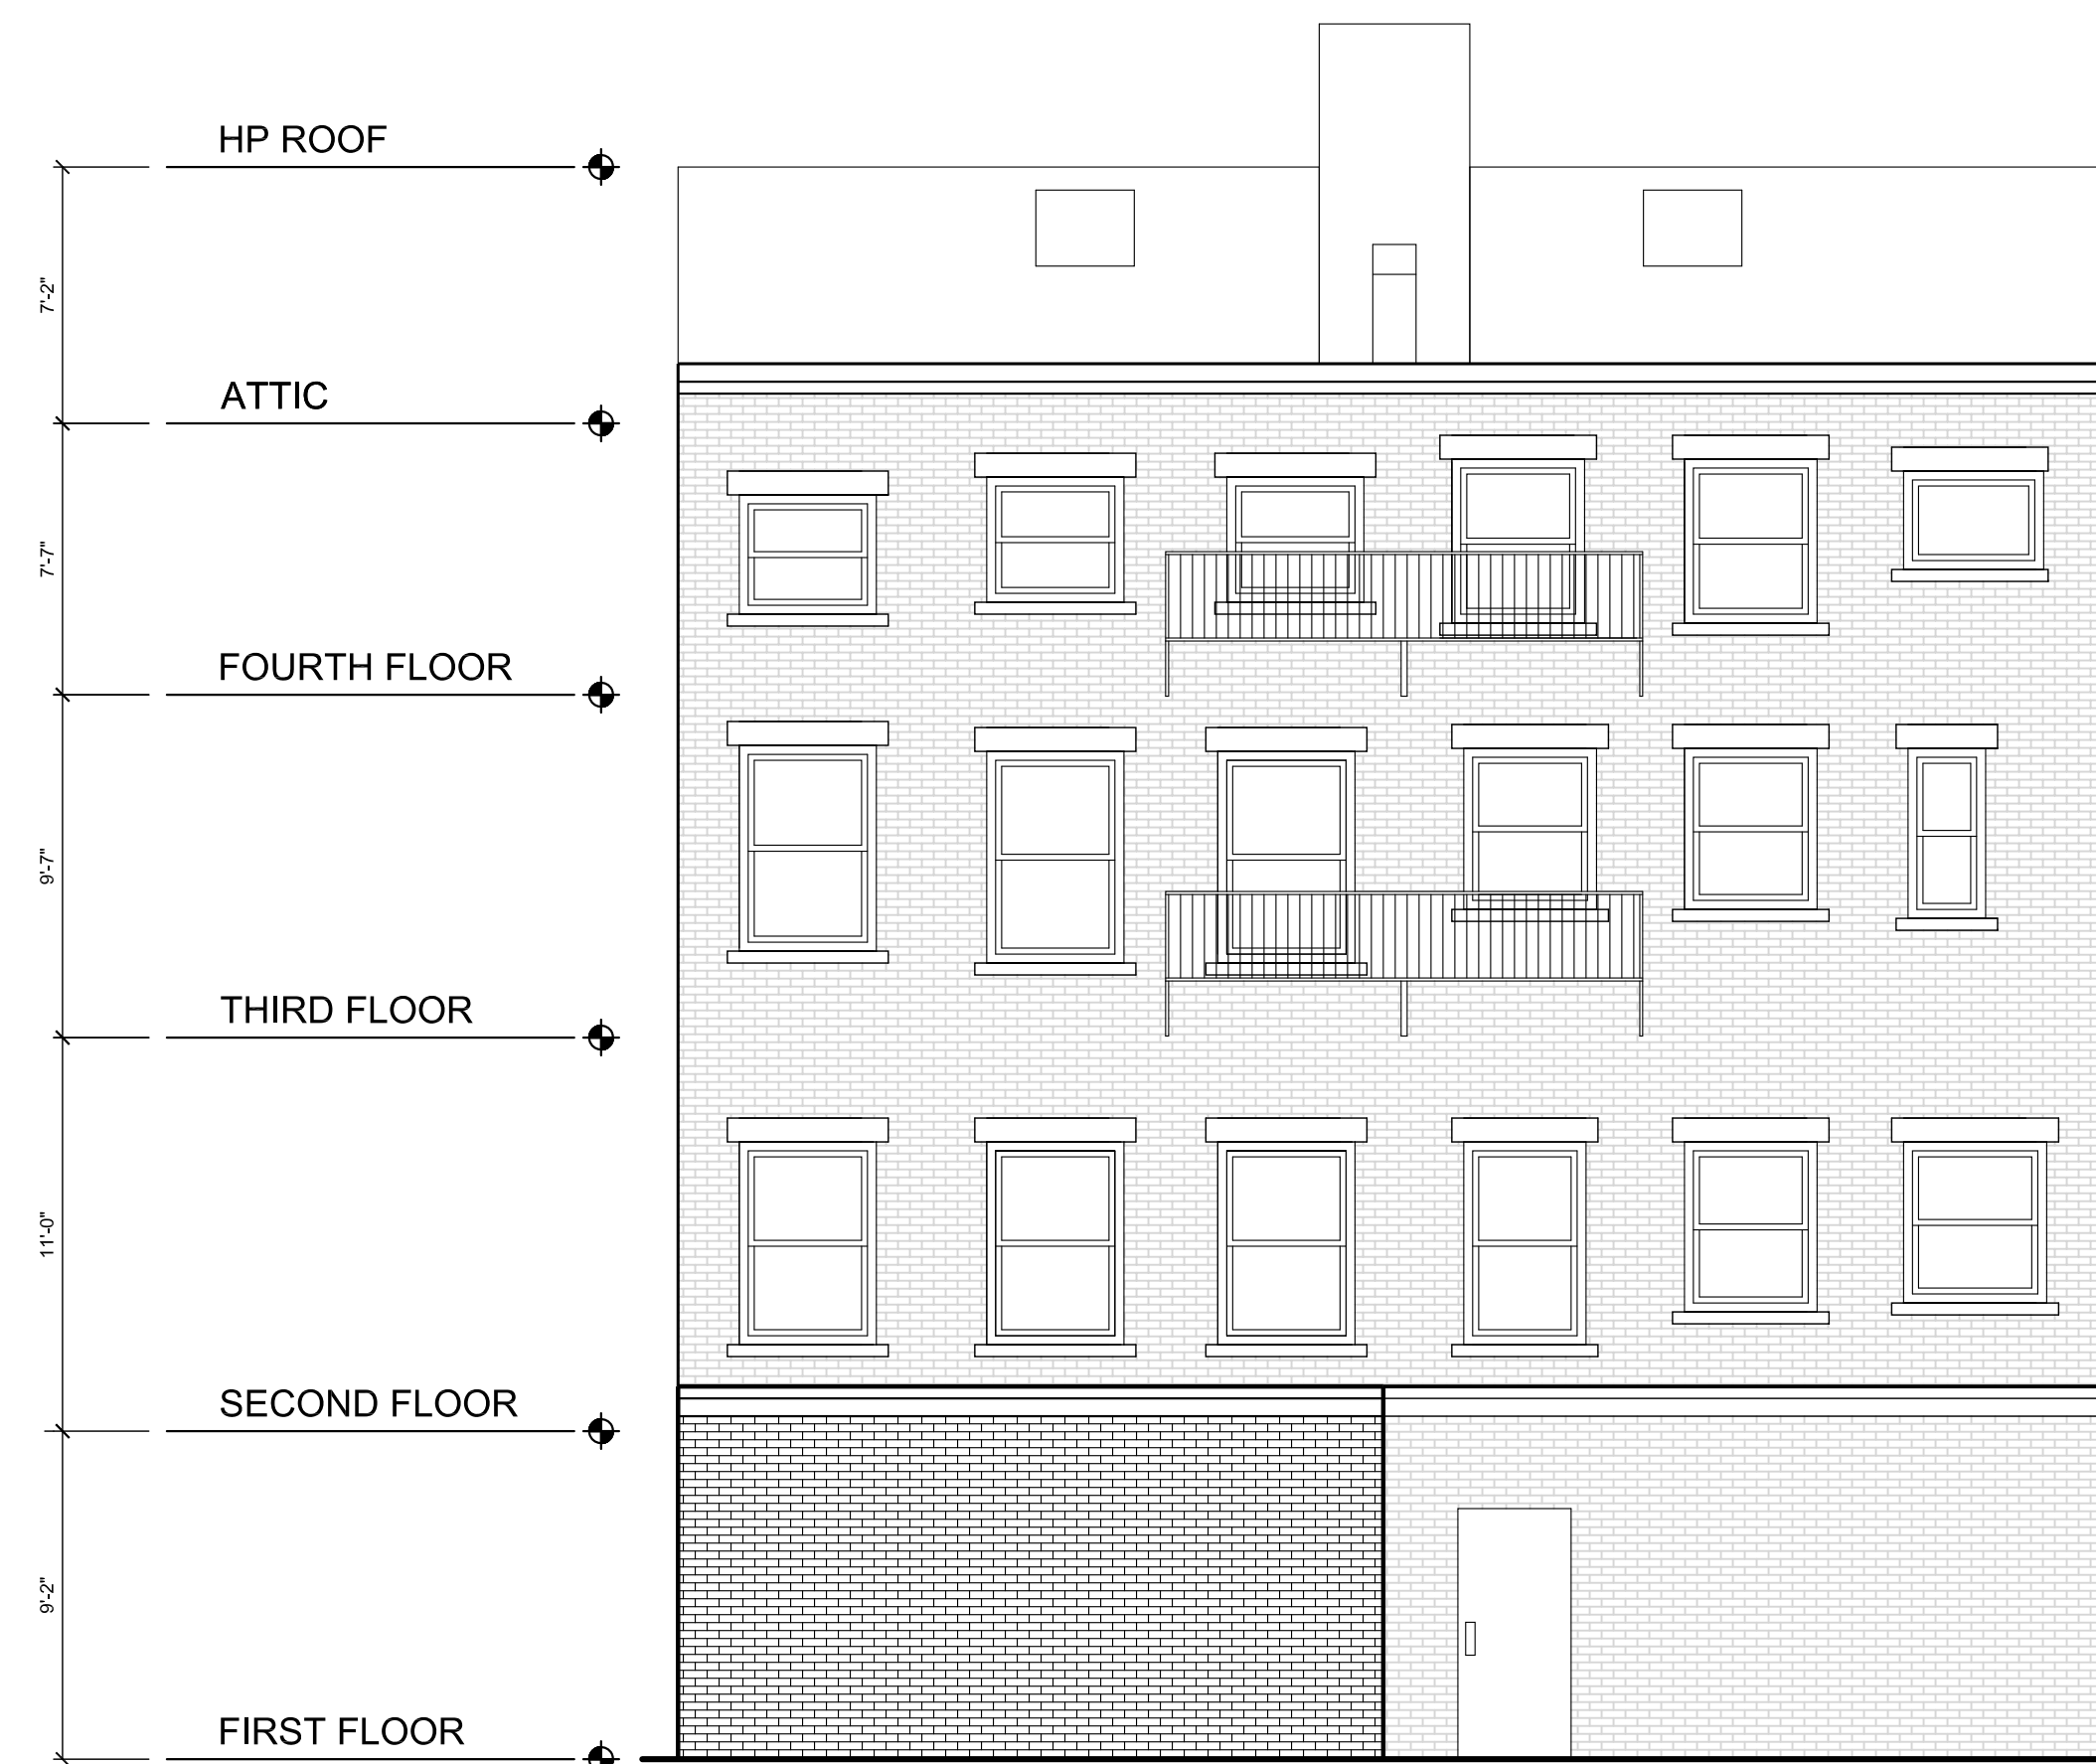 HP ROOF
7'-2"
ATTIC
7'-7"
FOURTH FLOOR
9'-7"
THIRD FLOOR
11'-0"
SECOND FLOOR
9'-2"
FIRST FLOOR